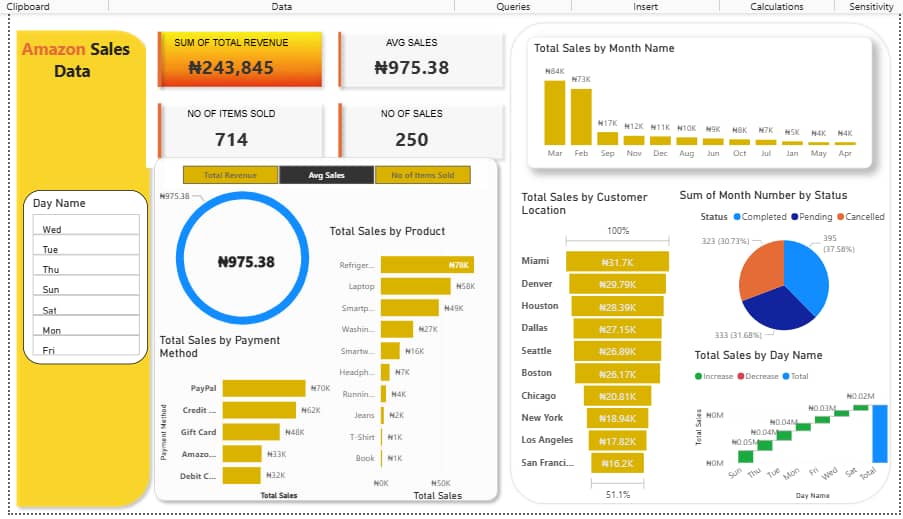 Clipboard
Data
Queries
Insert
Calculations
Sensitivity
Amazon Sales
Data
SUM OF TOTAL REVENUE
₦243,845
AVG SALES
₦975.38
NO OF ITEMS SOLD
714
NO OF SALES
250
Day Name
Wed
Tue
Thu
Sun
Sat
Mon
Fri
Total Revenue
Avg Sales
No of Items Sold
₦975.38
₦975.38
Total Sales by Payment
Method
Payment Method
PayPal
₦70K
Credit ...
₦62K
Gift Card
₦48K
Amazo...
₦33K
Debit C...
₦32K
Total Sales
Total Sales by Product
Refriger...
₦78K
Laptop
₦58K
Smartp...
₦49K
Washin...
₦27K
Smartw...
₦16K
Headph...
₦7K
Runnin...
₦4K
Jeans
₦2K
T-Shirt
₦1K
Book
₦1K
₦0K
₦50K
Total Sales
Total Sales by Month Name
₦84K
₦73K
₦17K
₦12K
₦11K
₦10K
₦9K
₦8K
₦7K
₦5K
₦4K
₦4K
Mar
Feb
Sep
Nov
Dec
Aug
Jun
Oct
Jul
Jan
May
Apr
Total Sales by Customer
Location
100%
Miami
₦31.7K
Denver
₦29.79K
Houston
₦28.39K
Dallas
₦27.15K
Seattle
₦26.89K
Boston
₦26.17K
Chicago
₦20.81K
New York
₦18.94K
Los Angeles
₦17.82K
San Franci...
₦16.2K
51.1%
Sum of Month Number by Status
Status
Completed
Pending
Cancelled
323 (30.73%)
395
(37.58%)
333 (31.68%)
Total Sales by Day Name
Increase
Decrease
Total
Total Sales
₦0M
₦0M
₦0.05M
₦0.04M
₦0.04M
₦0.03M
₦0.02M
Sun
Thu
Tue
Mon
Fri
Wed
Sat
Total
Day Name